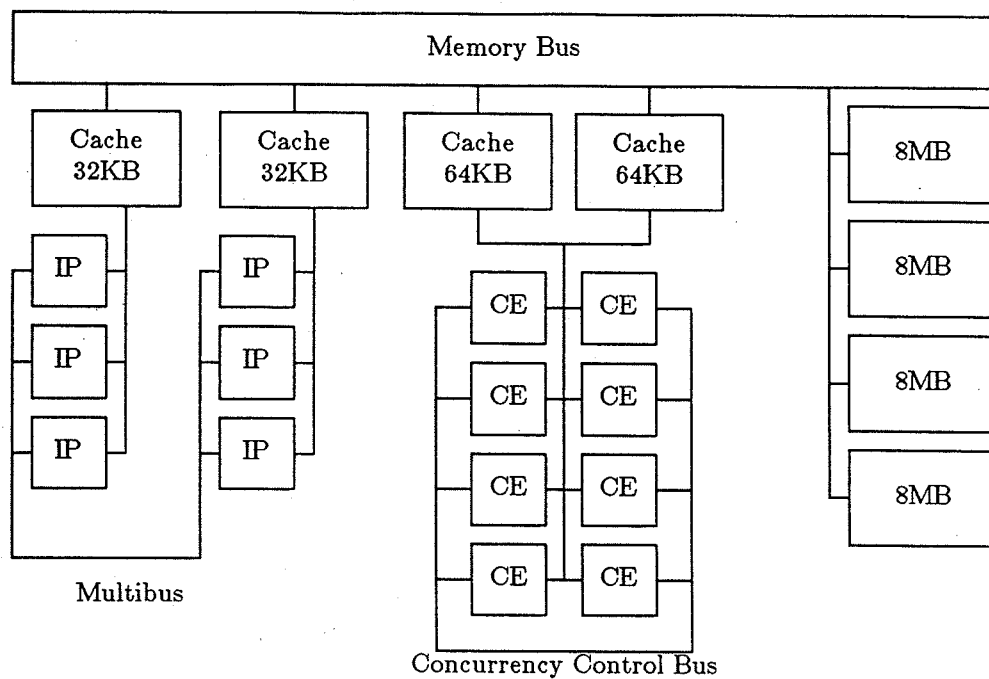 Memory Bus
Cache
32KB
Cache
32KB
Cache
64KB
Cache
64KB
8MB
8MB
8MB
8MB
IP
IP
IP
IP
IP
IP
CE
CE
CE
CE
CE
CE
CE
CE
Multibus
Concurrency Control Bus